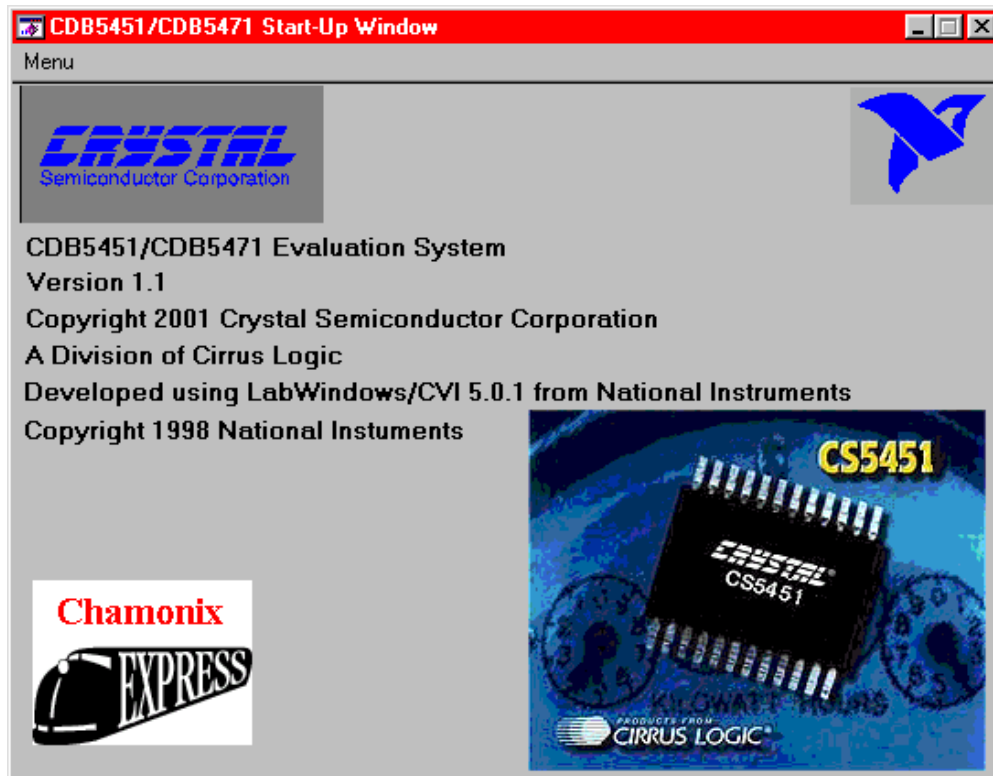 CDB5451/CDB5471 Start-Up Window
Menu
CRYSTAL
Semiconductor Corporation
CDB5451/CDB5471 Evaluation System
Version 1.1
Copyright 2001 Crystal Semiconductor Corporation
A Division of Cirrus Logic
Developed using LabWindows/CVI 5.0.1 from National Instruments
Copyright 1998 National Instuments
CS5451
CRYSTAL®
CS5451
KILOWATT HOURS
PRODUCTS FROM
CIRRUS LOGIC
Chamonix
EXPRESS